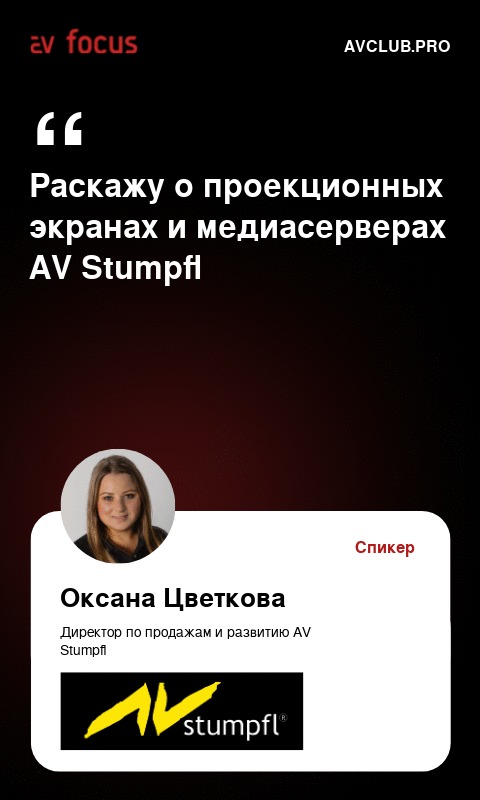 av focus
AVCLUB.PRO
“
Раскажу о проекционных
экранах и медиасерверах
AV Stumpfl
Спикер
Оксана Цветкова
Директор по продажам и развитию AV
Stumpfl
AV stumpfl®